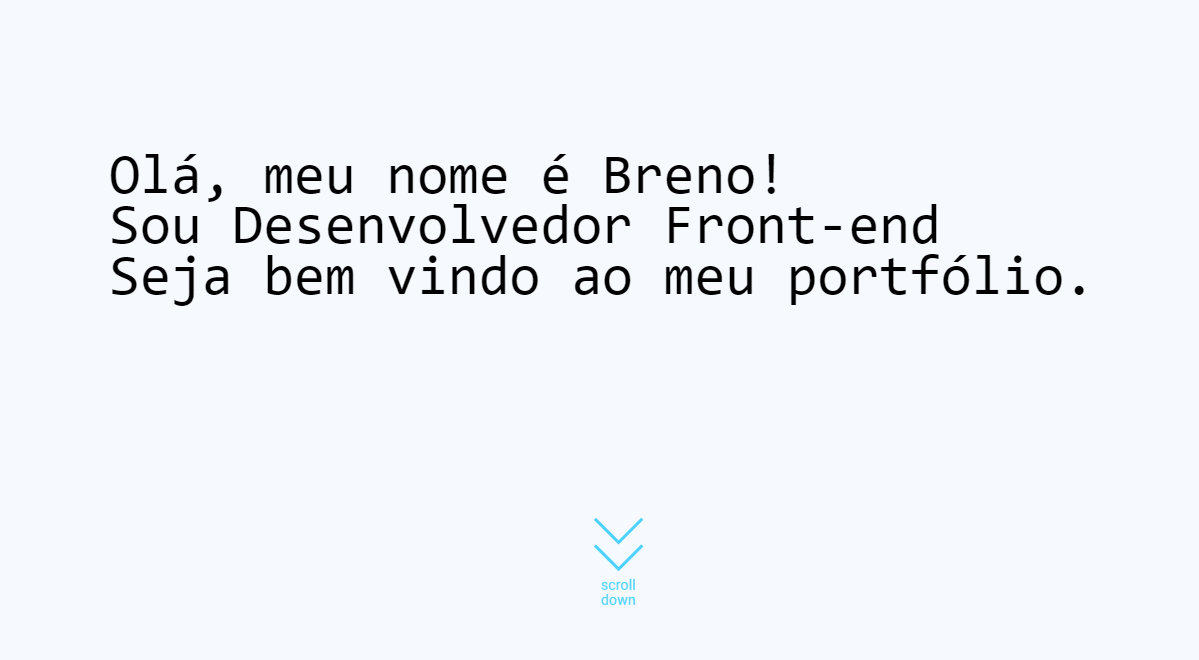 Olá, meu nome é Breno!
Sou Desenvolvedor Front-end
Seja bem vindo ao meu portfólio.
scroll
down